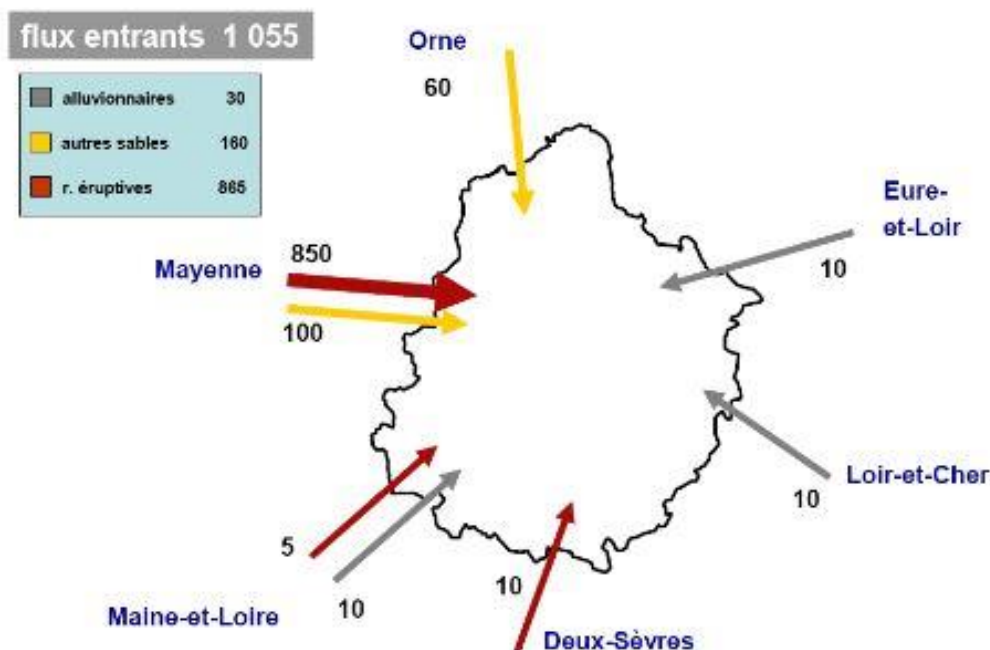 flux entrants 1 055
alluvionnaires 30
autres sables 160
r. éruptives 865
Orne
60
Eure-
et-Loir
10
Mayenne
850
100
Loir-et-Cher
10
5
10
Maine-et-Loire
10
Deux-Sèvres